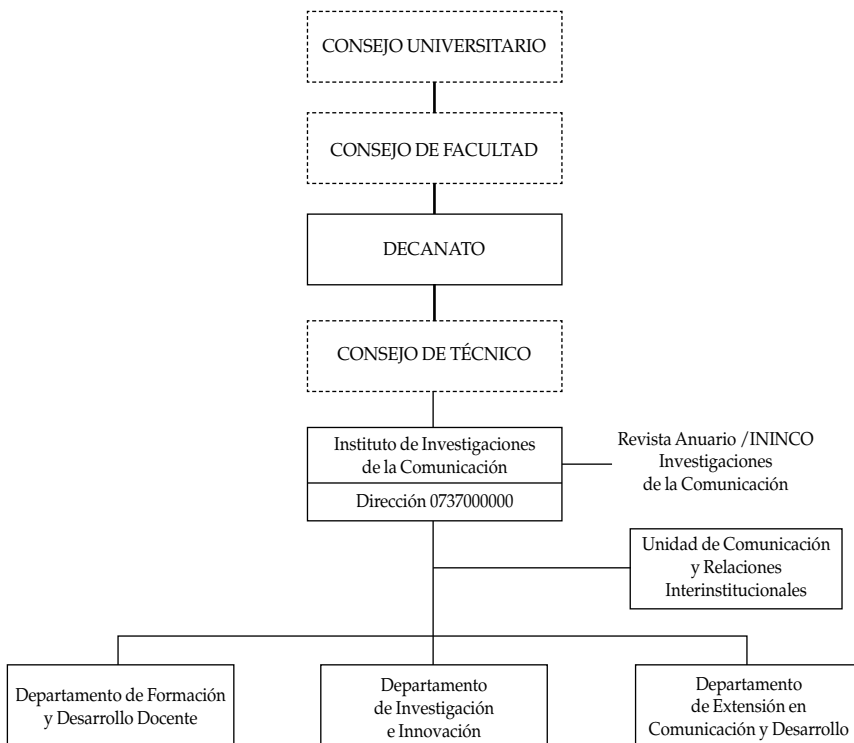 CONSEJO UNIVERSITARIO
CONSEJO DE FACULTAD
DECANATO
CONSEJO DE TÉCNICO
Instituto de Investigaciones
de la Comunicación
Dirección 0737000000
Revista Anuario /ININCO
Investigaciones
de la Comunicación
Unidad de Comunicación
y Relaciones
Interinstitucionales
Departamento de Formación
y Desarrollo Docente
Departamento
de Investigación
e Innovación
Departamento
de Extensión en
Comunicación y Desarrollo